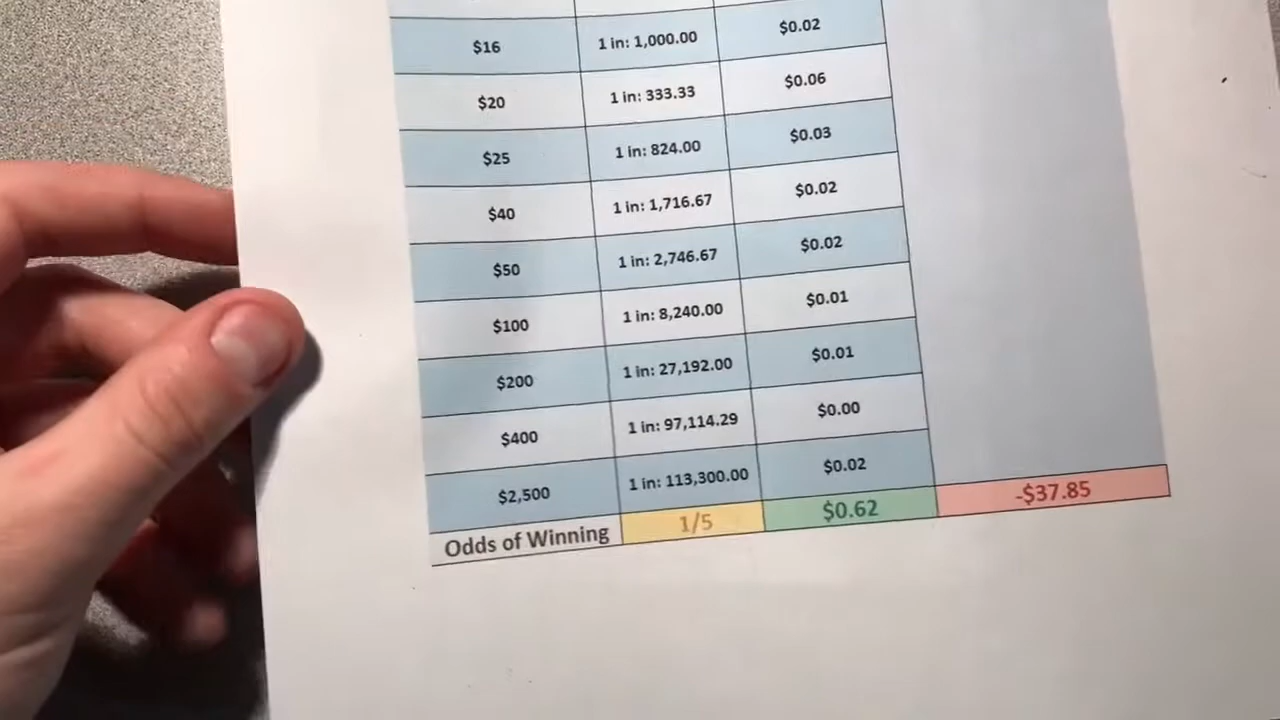 $16 1 in: 1,000.00 $0.02
$20 1 in: 333.33 $0.06
$25 1 in: 824.00 $0.03
$40 1 in: 1,716.67 $0.02
$50 1 in: 2,746.67 $0.02
$100 1 in: 8,240.00 $0.01
$200 1 in: 27,192.00 $0.01
$400 1 in: 97,114.29 $0.00
$2,500 1 in: 113,300.00 $0.02
Odds of Winning 1/5 $0.62 -$37.85